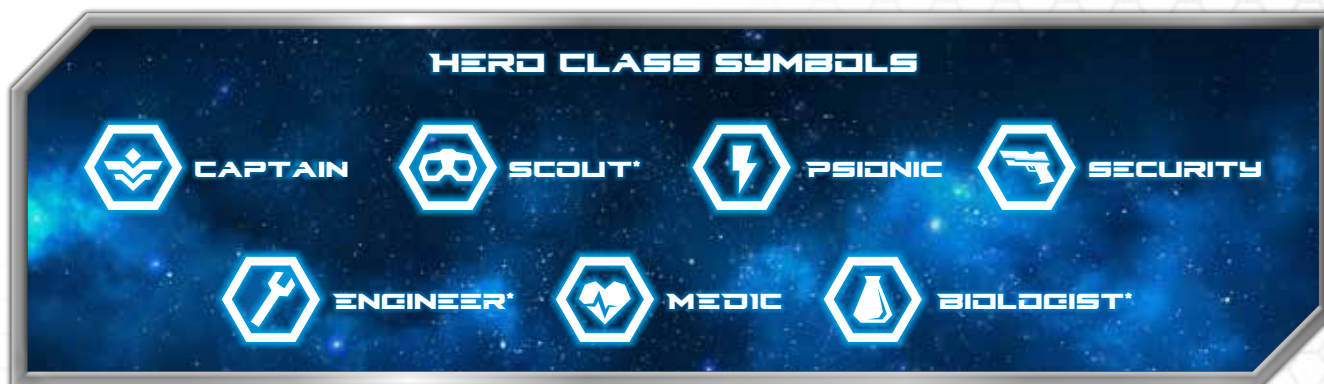 HERO CLASS SYMBOLS
CAPTAIN SCOUT* PSIONIC SECURITY
ENGINEER* MEDIC BIOLOGIST*